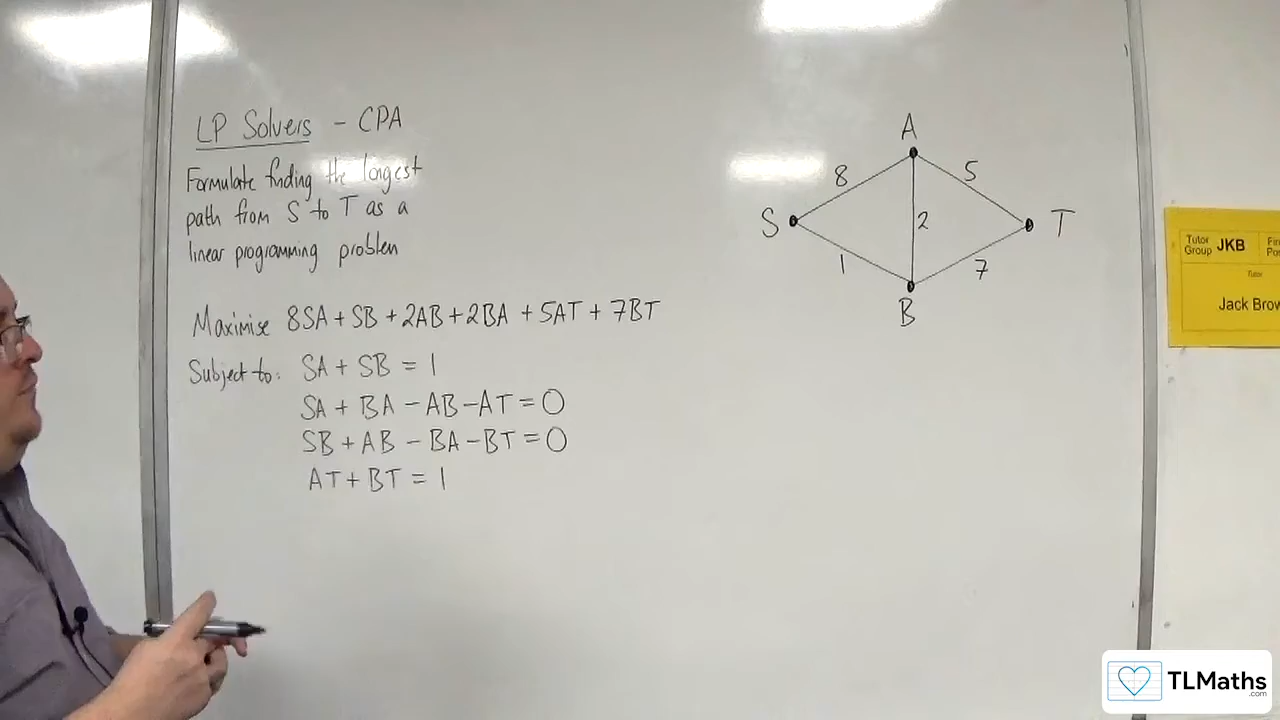 LP Solvers - CPA
Formulate finding the longest
path from S to T as a
linear programming problem
Maximise 8SA + SB + 2AB + 2BA + 5AT + 7BT
Subject to: SA + SB = 1
SA + BA - AB - AT = 0
SB + AB - BA - BT = 0
AT + BT = 1
A
8
5
S
2
T
1
7
B
Tutor
Group JKB
Tutor
Jack
TLMaths
.com